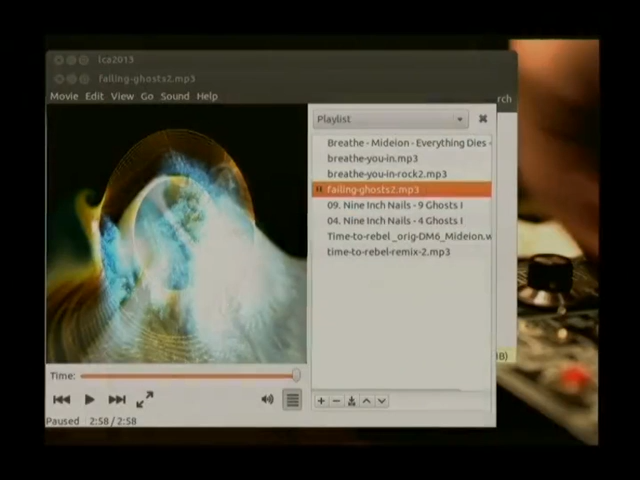 lca2013
failing-ghosts2.mp3
Movie Edit View Go Sound Help
rch
Playlist
Breathe - Mideion - Everything Dies -
breathe-you-in.mp3
breathe-you-in-rock2.mp3
failing-ghosts2.mp3
09. Nine Inch Nails - 9 Ghosts I
04. Nine Inch Nails - 4 Ghosts I
Time-to-rebel_orig-DM6_Mideion.w
time-to-rebel-remix-2.mp3
Time:
Paused 2:58 / 2:58